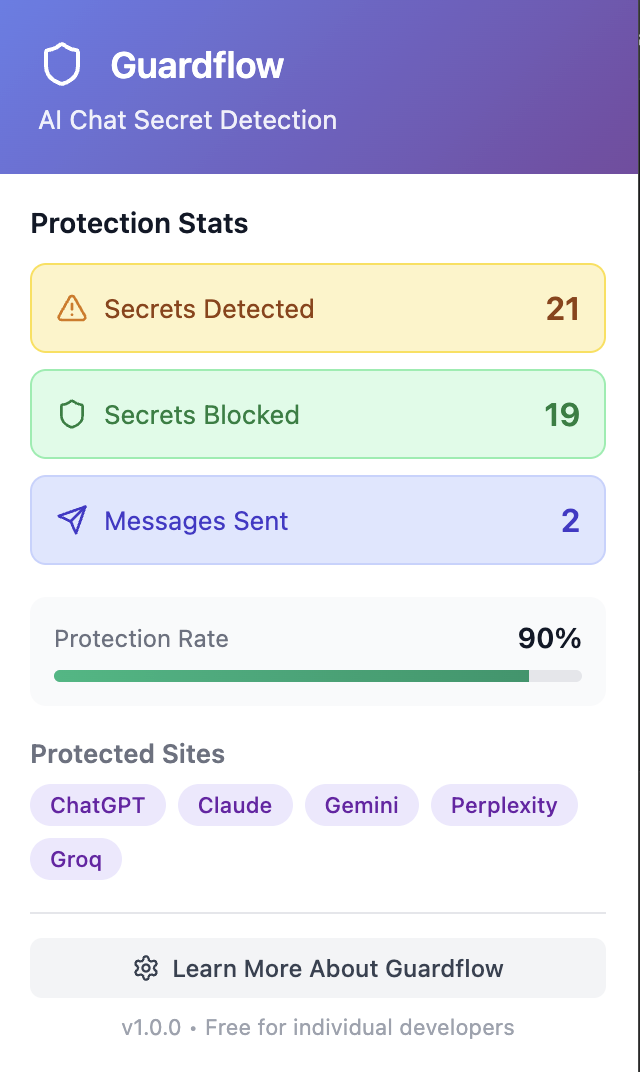 Guardflow
AI Chat Secret Detection
Protection Stats
Secrets Detected 21
Secrets Blocked 19
Messages Sent 2
Protection Rate 90%
Protected Sites
ChatGPT Claude Gemini Perplexity
Groq
Learn More About Guardflow
v1.0.0 • Free for individual developers